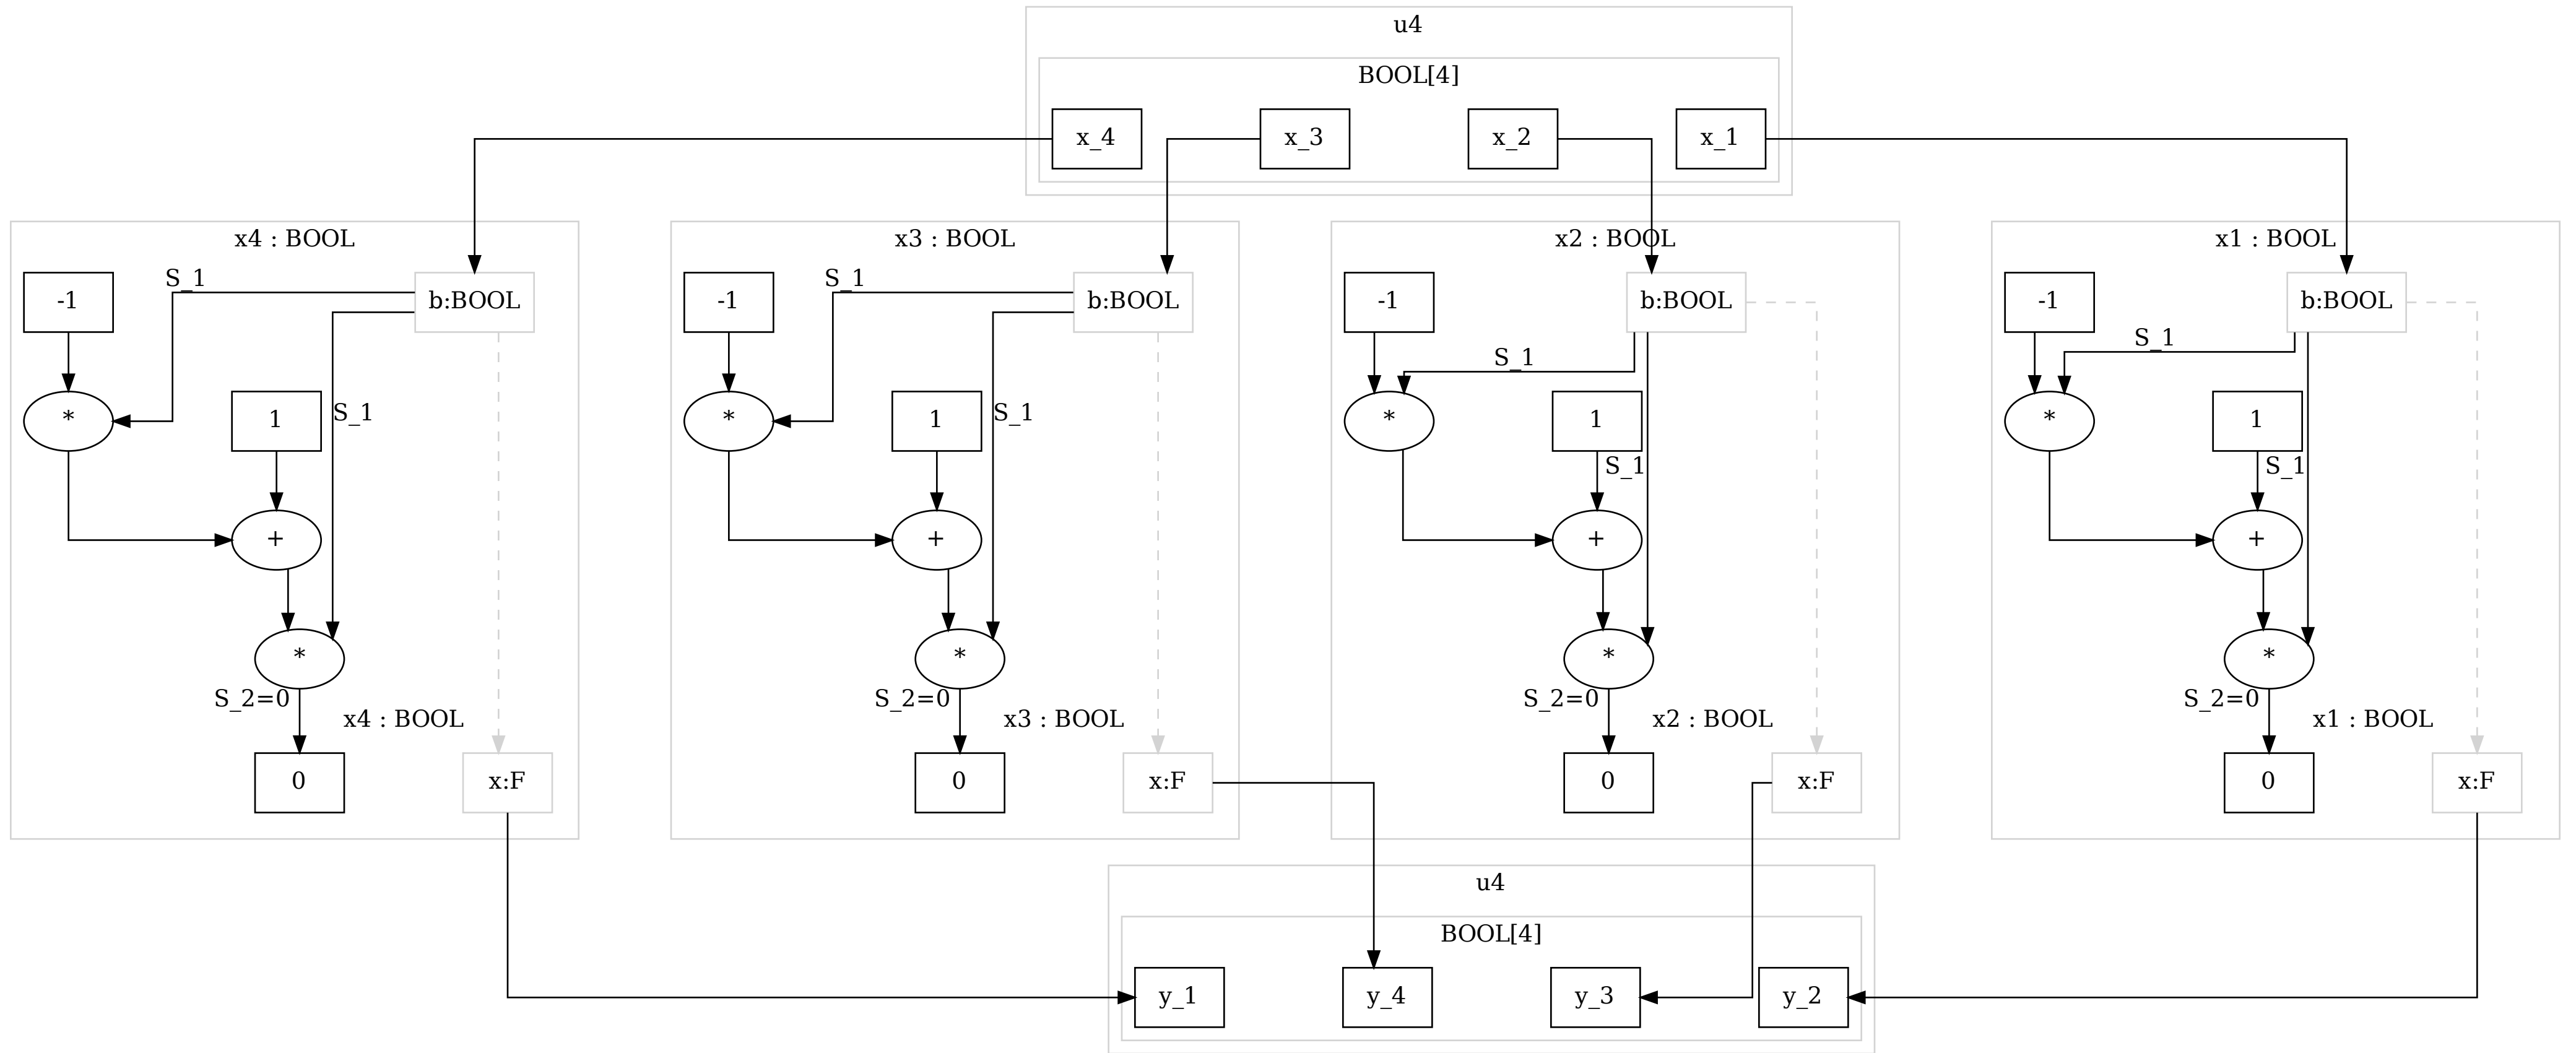 u4
BOOL[4]
x_4 x_3 x_2 x_1
x4 : BOOL x3 : BOOL x2 : BOOL x1 : BOOL
-1 S_1 b:BOOL -1 S_1 b:BOOL -1 b:BOOL -1 b:BOOL
S_1 S_1
* 1 S_1 * 1 S_1 * 1 * 1
S_1 S_1
+ + + +
* * * *
S_2=0 S_2=0 S_2=0 S_2=0
x4 : BOOL x3 : BOOL x2 : BOOL x1 : BOOL
0 x:F 0 x:F 0 x:F 0 x:F
u4
BOOL[4]
y_1 y_4 y_3 y_2